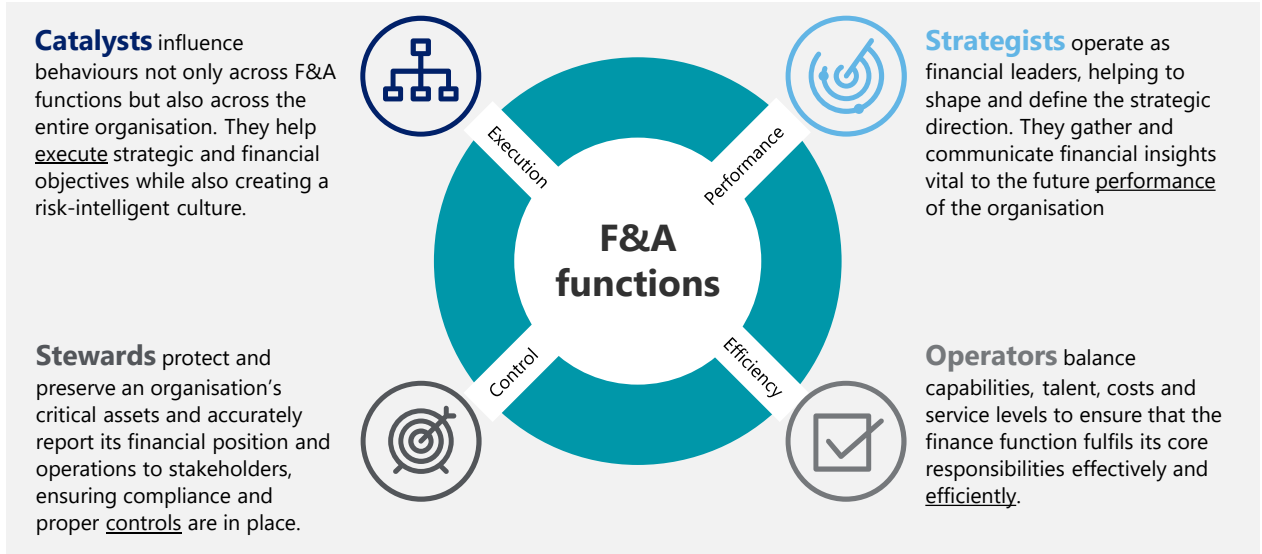 Catalysts influence
behaviours not only across F&A
functions but also across the
entire organisation. They help
execute strategic and financial
objectives while also creating a
risk-intelligent culture.
Strategists operate as
financial leaders, helping to
shape and define the strategic
direction. They gather and
communicate financial insights
vital to the future performance
of the organisation
Execution
Performance
F&A
functions
Control
Efficiency
Stewards protect and
preserve an organisation’s
critical assets and accurately
report its financial position and
operations to stakeholders,
ensuring compliance and
proper controls are in place.
Operators balance
capabilities, talent, costs and
service levels to ensure that the
finance function fulfils its core
responsibilities effectively and
efficiently.